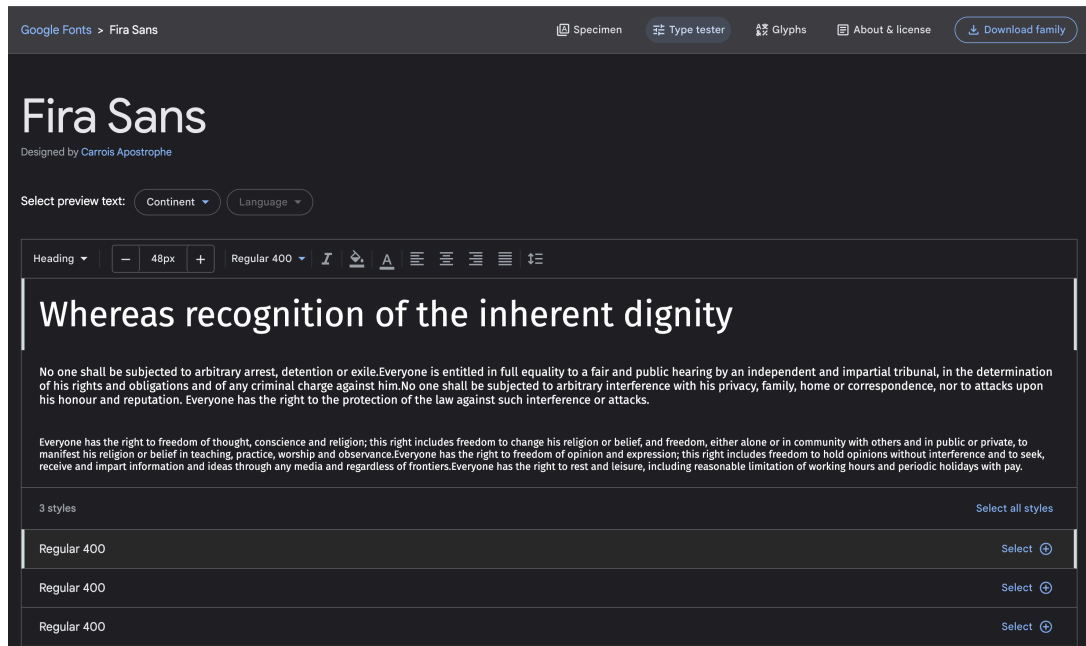 Google Fonts > Fira Sans
Specimen
Type tester
Glyphs
About & license
Download family
Fira Sans
Designed by Carrois Apostrophe
Select preview text:
Continent
Language
Heading
48px
Regular 400
Whereas recognition of the inherent dignity
No one shall be subjected to arbitrary arrest, detention or exile.Everyone is entitled in full equality to a fair and public hearing by an independent and impartial tribunal, in the determination
of his rights and obligations and of any criminal charge against him.No one shall be subjected to arbitrary interference with his privacy, family, home or correspondence, nor to attacks upon
his honour and reputation. Everyone has the right to the protection of the law against such interference or attacks.
Everyone has the right to freedom of thought, conscience and religion; this right includes freedom to change his religion or belief, and freedom, either alone or in community with others and in public or private, to
manifest his religion or belief in teaching, practice, worship and observance.Everyone has the right to freedom of opinion and expression; this right includes freedom to hold opinions without interference and to seek,
receive and impart information and ideas through any media and regardless of frontiers.Everyone has the right to rest and leisure, including reasonable limitation of working hours and periodic holidays with pay.
3 styles
Select all styles
Regular 400
Select
Regular 400
Select
Regular 400
Select